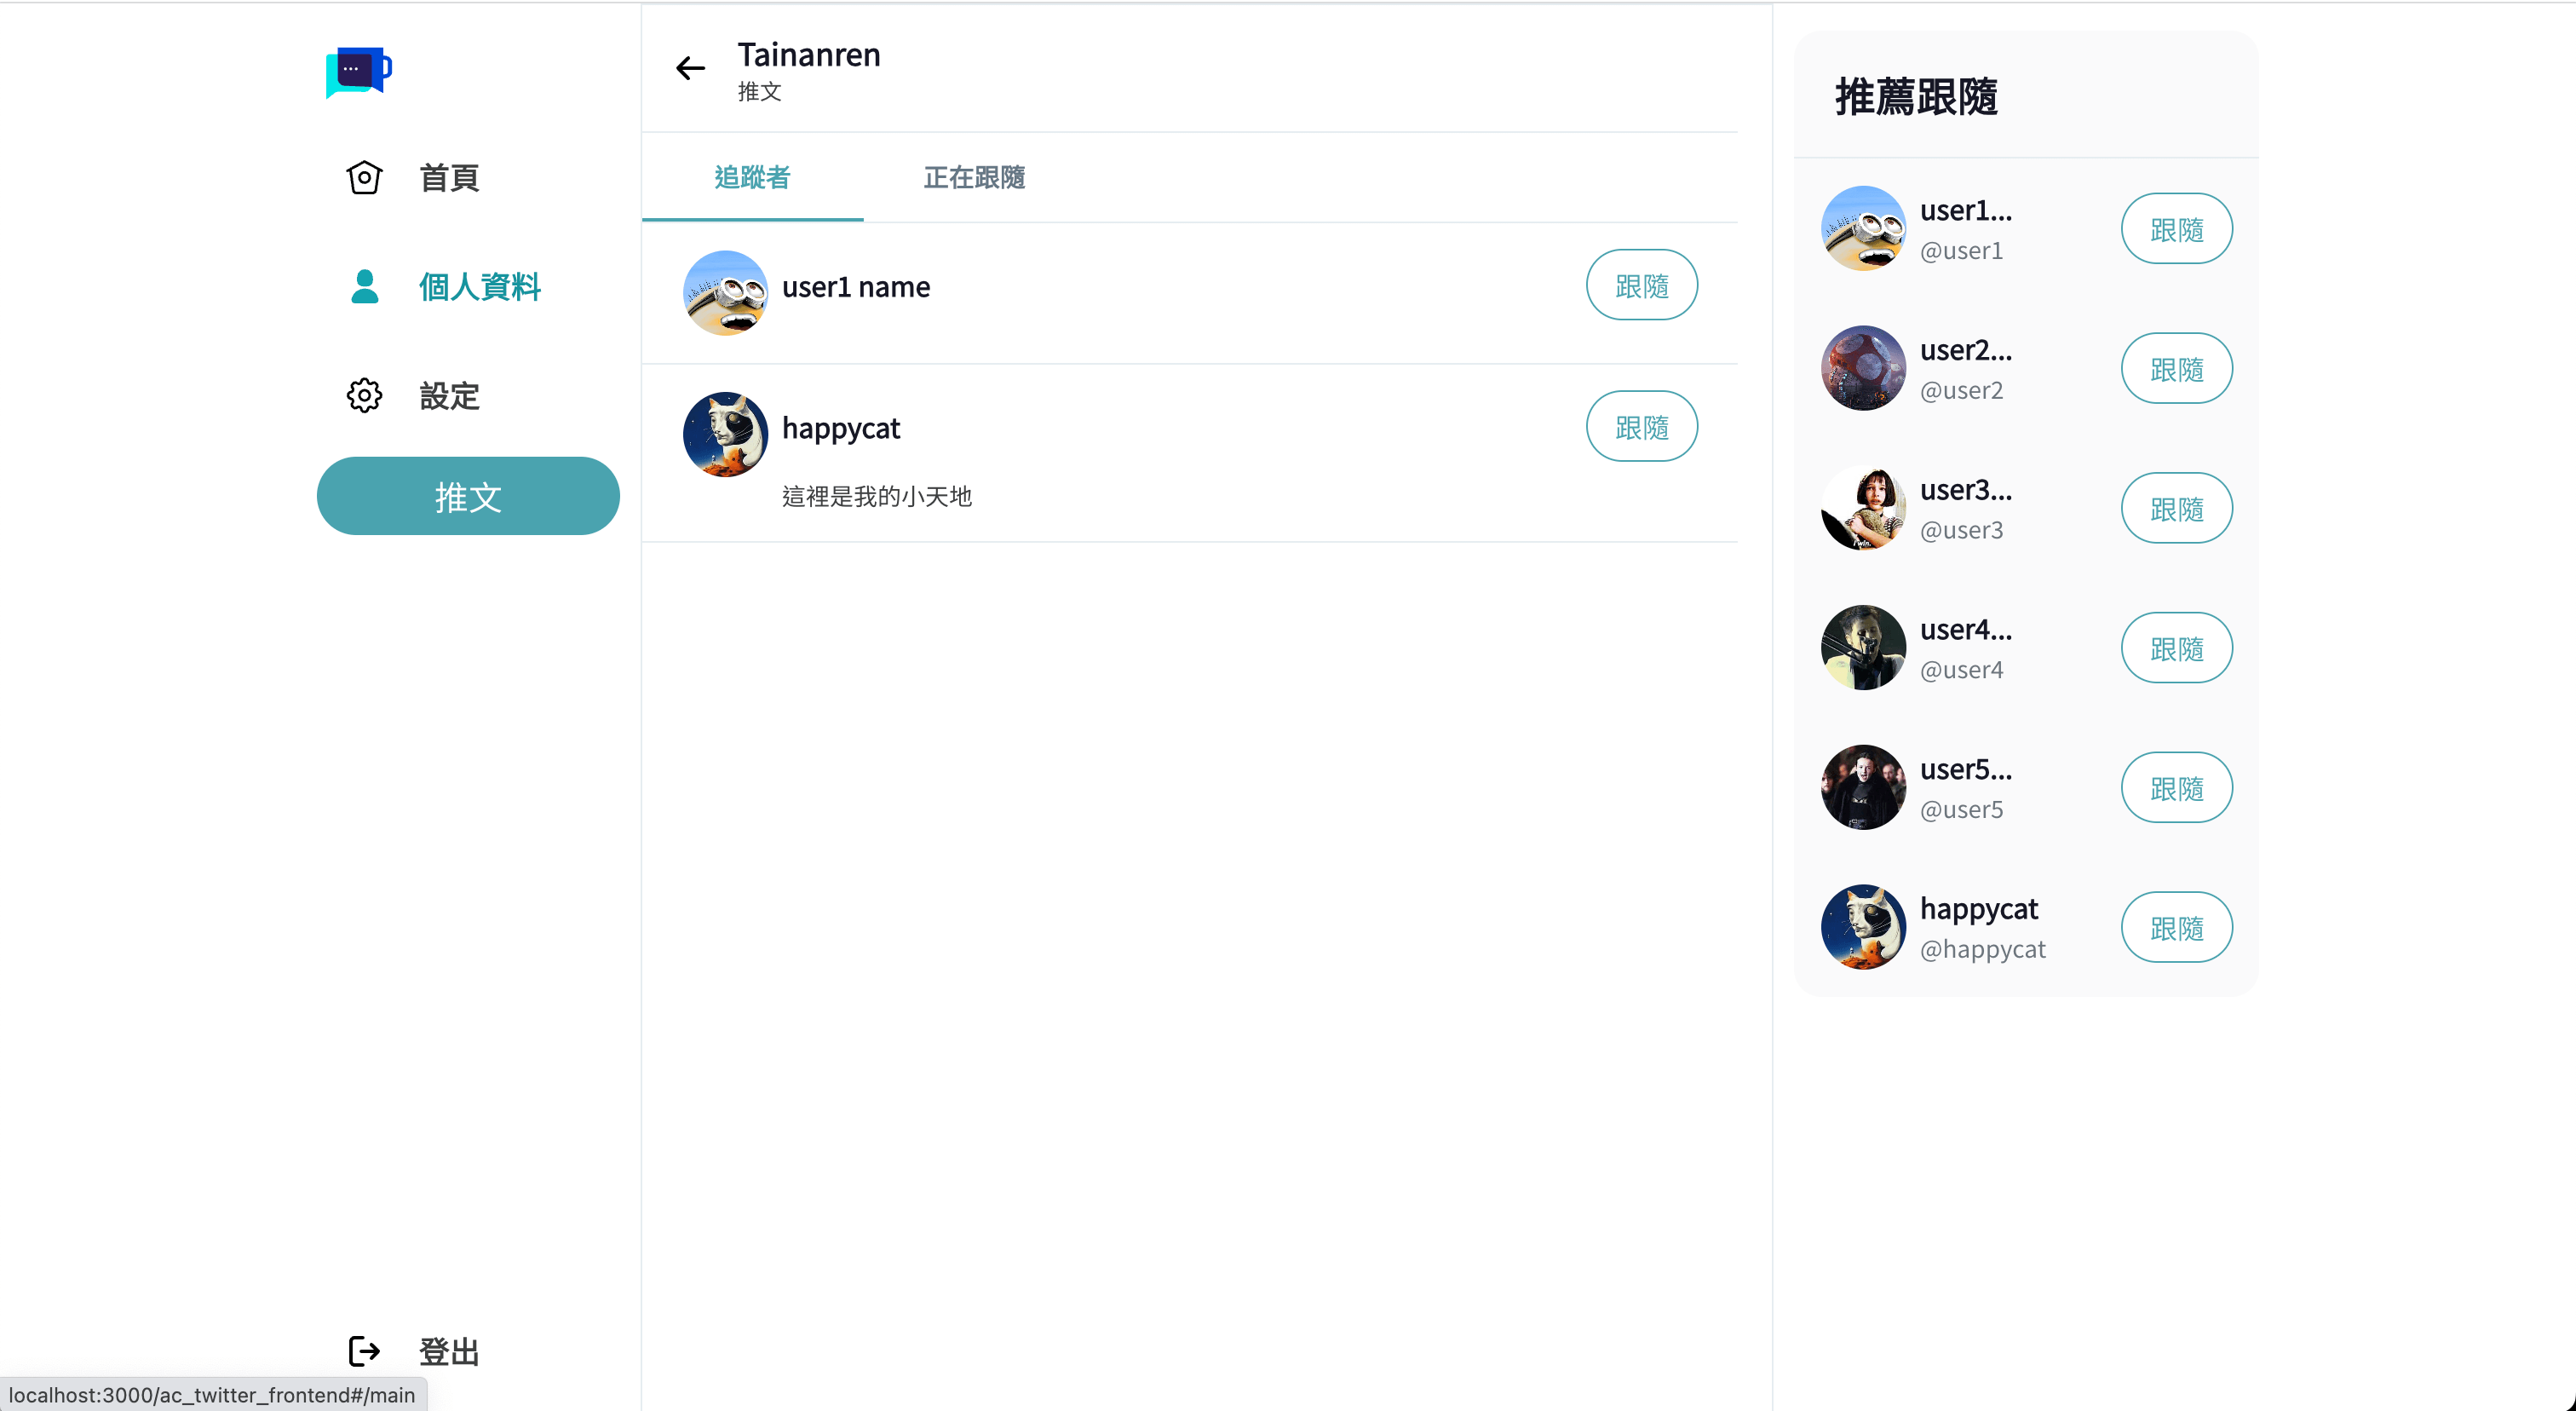 首頁
個人資料
設定
推文
登出
Tainanren
推文
追蹤者
正在跟隨
user1 name
跟隨
happycat
跟隨
這裡是我的小天地
推薦跟隨
user1...
@user1
跟隨
user2...
@user2
跟隨
user3...
@user3
跟隨
user4...
@user4
跟隨
user5...
@user5
跟隨
happycat
@happycat
跟隨
localhost:3000/ac_twitter_frontend#/main